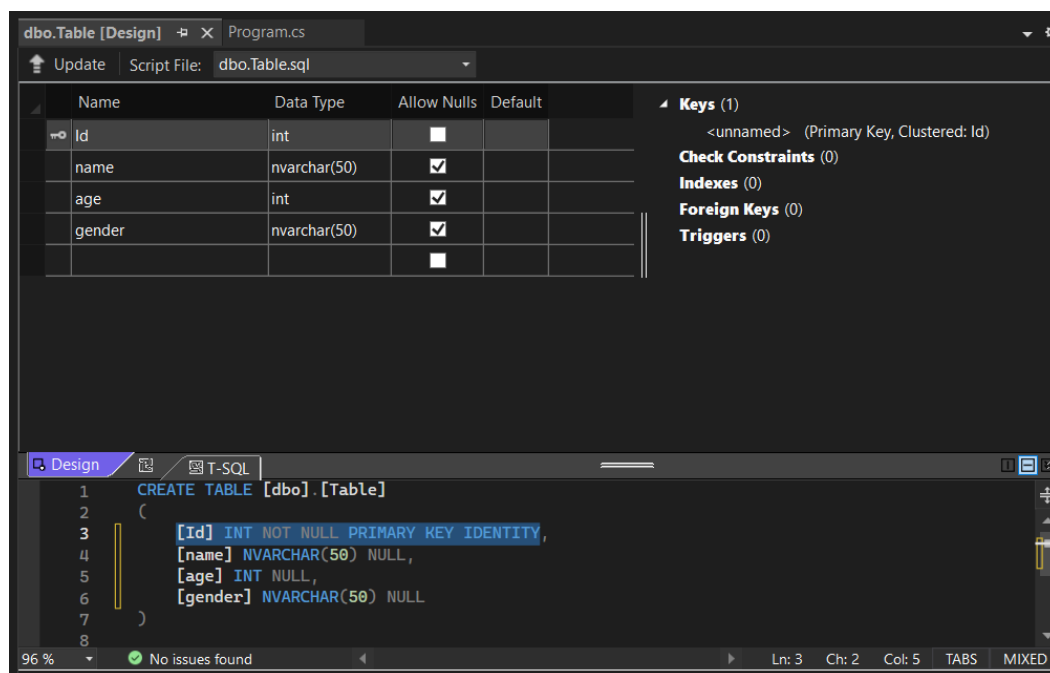 dbo.Table [Design] Program.cs
Update Script File: dbo.Table.sql
Name Data Type Allow Nulls Default
Id int
name nvarchar(50)
age int
gender nvarchar(50)
Keys (1)
<unnamed> (Primary Key, Clustered: Id)
Check Constraints (0)
Indexes (0)
Foreign Keys (0)
Triggers (0)
Design T-SQL
1 CREATE TABLE [dbo].[Table]
2 (
3 [Id] INT NOT NULL PRIMARY KEY IDENTITY,
4 [name] NVARCHAR(50) NULL,
5 [age] INT NULL,
6 [gender] NVARCHAR(50) NULL
7 )
8
96 % No issues found Ln: 3 Ch: 2 Col: 5 TABS MIXED